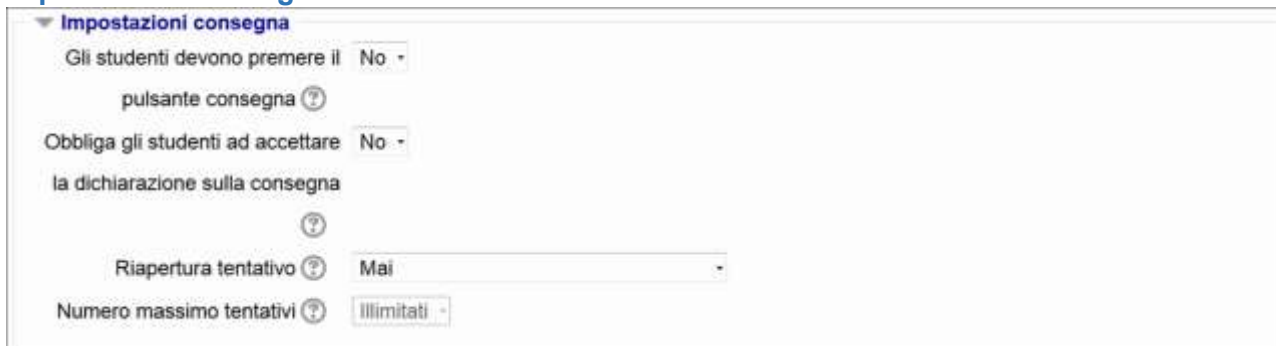 Impostazioni consegna
Gli studenti devono premere il No
pulsante consegna ?
Obbliga gli studenti ad accettare No
la dichiarazione sulla consegna
?
Riapertura tentativo ? Mai
Numero massimo tentativi ? Illimitati